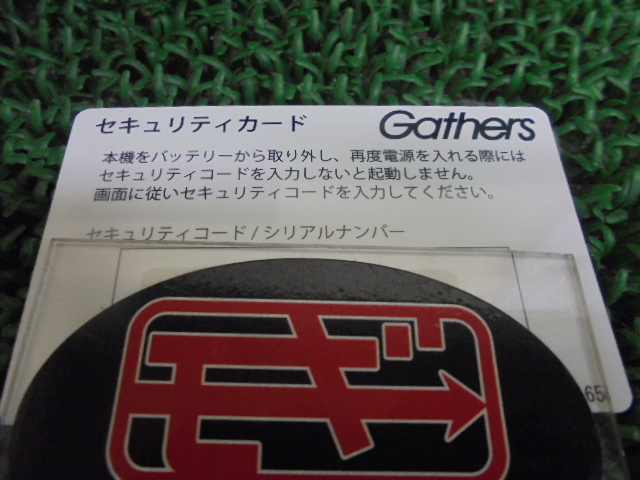 セキュリティカード Gathers
本機をバッテリーから取り外し、再度電源を入れる際には
セキュリティコードを入力しないと起動しません。
画面に従いセキュリティコードを入力してください。
セキュリティコード / シリアルナンバー
65